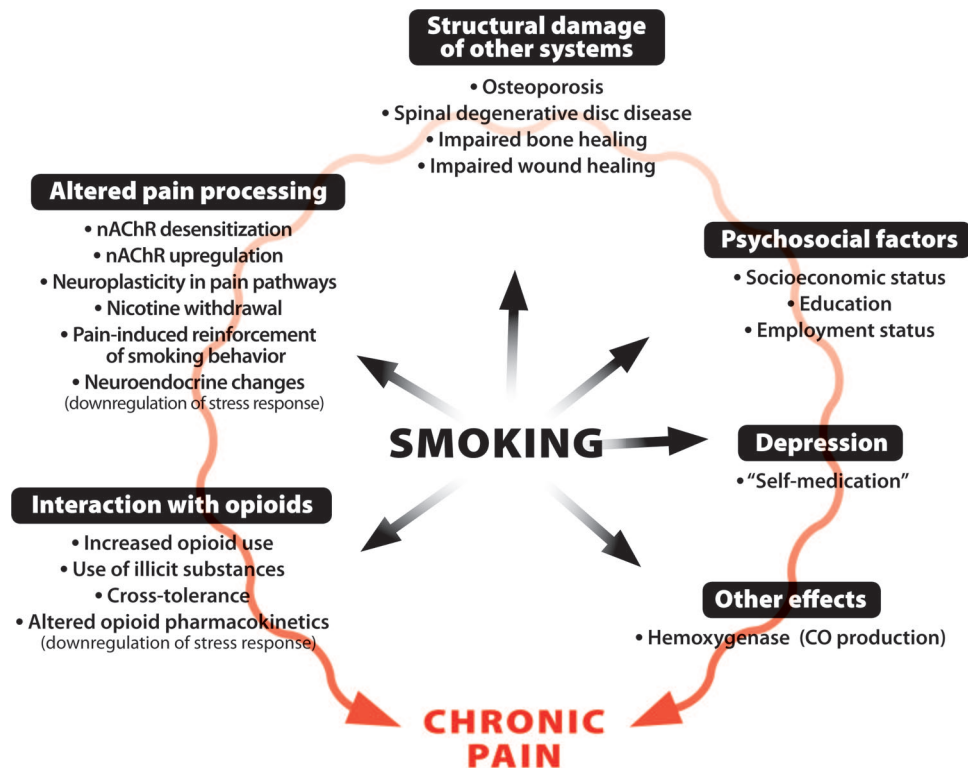 Structural damage
of other systems
• Osteoporosis
• Spinal degenerative disc disease
• Impaired bone healing
• Impaired wound healing
Altered pain processing
• nAChR desensitization
• nAChR upregulation
• Neuroplasticity in pain pathways
• Nicotine withdrawal
• Pain-induced reinforcement
of smoking behavior
• Neuroendocrine changes
(downregulation of stress response)
Psychosocial factors
• Socioeconomic status
• Education
• Employment status
SMOKING
Depression
• “Self-medication”
Interaction with opioids
• Increased opioid use
• Use of illicit substances
• Cross-tolerance
• Altered opioid pharmacokinetics
(downregulation of stress response)
Other effects
• Hemoxygenase (CO production)
CHRONIC
PAIN